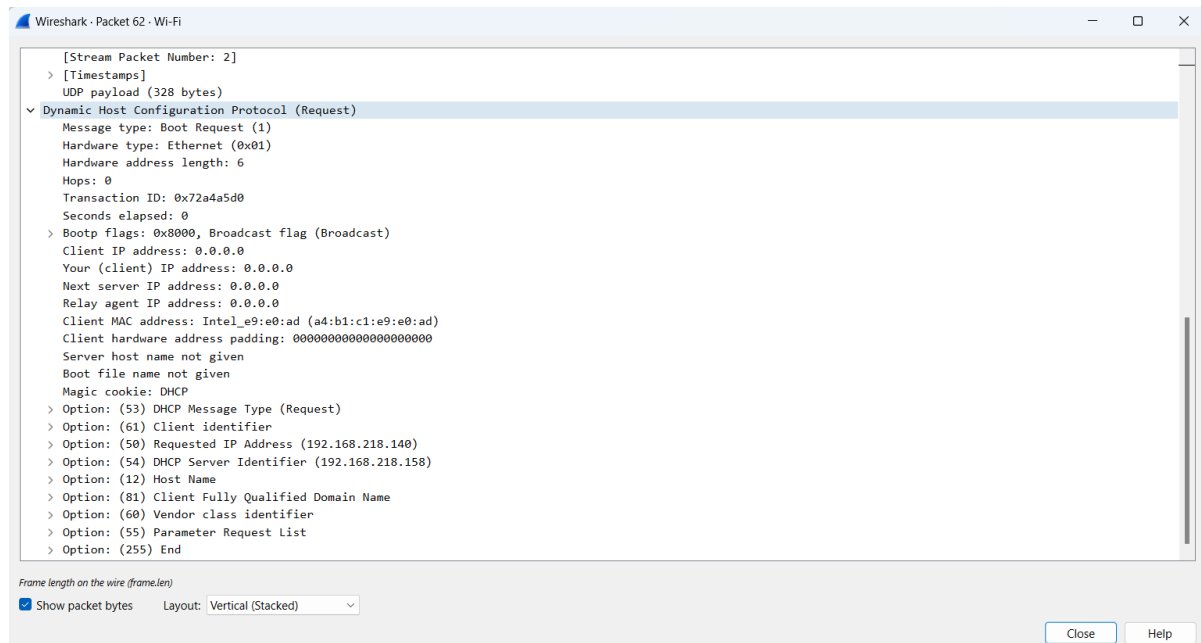 Wireshark · Packet 62 · Wi-Fi
[Stream Packet Number: 2]
[Timestamps]
UDP payload (328 bytes)
Dynamic Host Configuration Protocol (Request)
Message type: Boot Request (1)
Hardware type: Ethernet (0x01)
Hardware address length: 6
Hops: 0
Transaction ID: 0x72a4a5d0
Seconds elapsed: 0
Bootp flags: 0x8000, Broadcast flag (Broadcast)
Client IP address: 0.0.0.0
Your (client) IP address: 0.0.0.0
Next server IP address: 0.0.0.0
Relay agent IP address: 0.0.0.0
Client MAC address: Intel_e9:e0:ad (a4:b1:c1:e9:e0:ad)
Client hardware address padding: 00000000000000000000
Server host name not given
Boot file name not given
Magic cookie: DHCP
Option: (53) DHCP Message Type (Request)
Option: (61) Client identifier
Option: (50) Requested IP Address (192.168.218.140)
Option: (54) DHCP Server Identifier (192.168.218.158)
Option: (12) Host Name
Option: (81) Client Fully Qualified Domain Name
Option: (60) Vendor class identifier
Option: (55) Parameter Request List
Option: (255) End
Frame length on the wire (frame.len)
Show packet bytes Layout: Vertical (Stacked)
Close Help